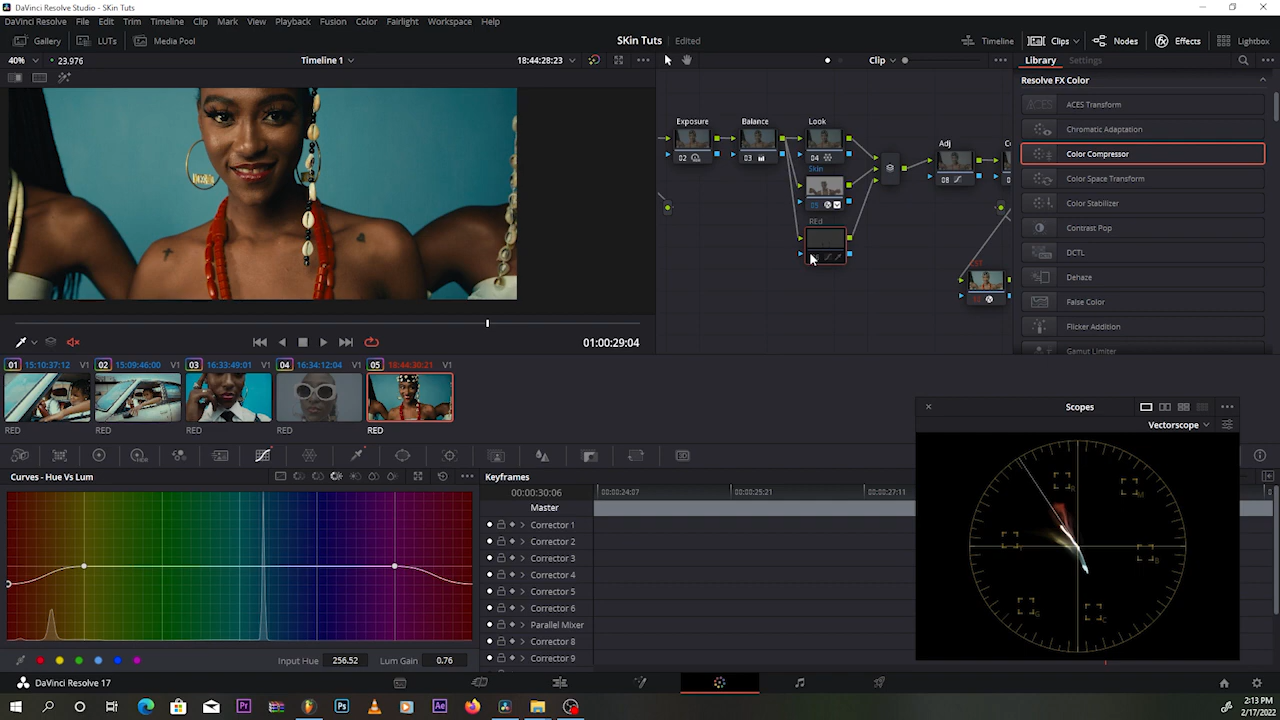 DaVinci Resolve Studio - SKin Tuts
DaVinci Resolve File Edit Trim Timeline Clip Mark View Playback Fusion Color Fairlight Workspace Help
Gallery LUTs Media Pool SKin Tuts Edited Timeline Clips Nodes Effects Lightbox
40% 23.976 Timeline 1 18:44:28:23 Clip Library Settings
Resolve FX Color
ACES Transform
Chromatic Adaptation
Color Compressor
Color Space Transform
Color Stabilizer
Contrast Pop
DCTL
Dehaze
False Color
Flicker Addition
Gamut Limiter
Exposure Balance Look Adj
02 03 04
Skin
08
05
REd
01:00:29:04
01 15:10:37:12 V1 02 15:09:46:00 V1 03 16:33:49:01 V1 04 16:34:12:04 V1 05 18:44:30:21 V1
RED RED RED RED RED
Scopes
Vectorscope
R M B C G Y
Curves - Hue Vs Lum
Keyframes
00:00:30:06 00:00:24:07 00:00:25:21 00:00:27:11
Master
Corrector 1
Corrector 2
Corrector 3
Corrector 4
Corrector 5
Corrector 6
Parallel Mixer
Corrector 8
Corrector 9
Input Hue 256.52 Lum Gain 0.76
DaVinci Resolve 17
2:13 PM
2/17/2022